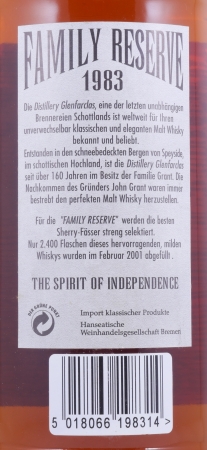 FAMILY RESERVE
1983
Die Distillery Glenfarclas, eine der letzten unabhängigen
Brennereien Schottlands ist weltweit für Ihren
unverwechselbar klassischen und eleganten Malt Whisky
bekannt und beliebt.
Entstanden in den schneebedeckten Bergen von Speyside,
im schottischen Hochland, ist die Distillery Glenfarclas
seit über 160 Jahren im Besitz der Familie Grant. Die
Nachkommen des Gründers John Grant waren immer
bestrebt den perfekten Malt Whisky herzustellen.
Für die "FAMILY RESERVE" werden die besten
Sherry-Fässer streng selektiert.
Nur 2.400 Flaschen dieses hervorragenden, milden
Whiskys wurden im Februar 2001 abgefüllt .
THE SPIRIT OF INDEPENDENCE
DER GRÜNE PUNKT
Import klassischer Produkte
Hanseatische
Weinhandelsgesellschaft Bremen
5 018066 198314 >